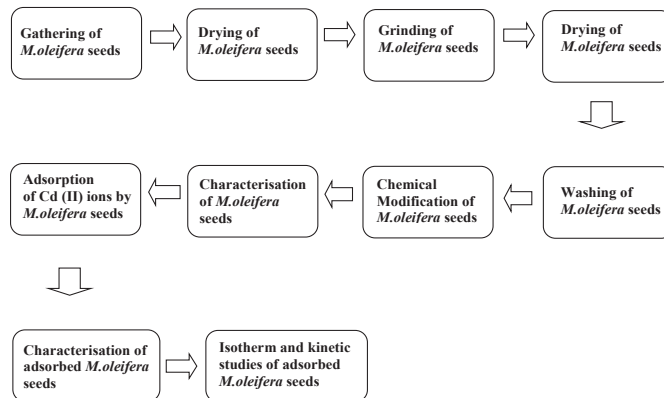 Gathering of
M.oleifera seeds
Drying of
M.oleifera seeds
Grinding of
M.oleifera seeds
Drying of
M.oleifera seeds
Washing of
M.oleifera seeds
Chemical
Modification of
M.oleifera seeds
Characterisation
of M.oleifera
seeds
Adsorption
of Cd (II) ions by
M.oleifera seeds
Characterisation of
adsorbed M.oleifera
seeds
Isotherm and kinetic
studies of adsorbed
M.oleifera seeds